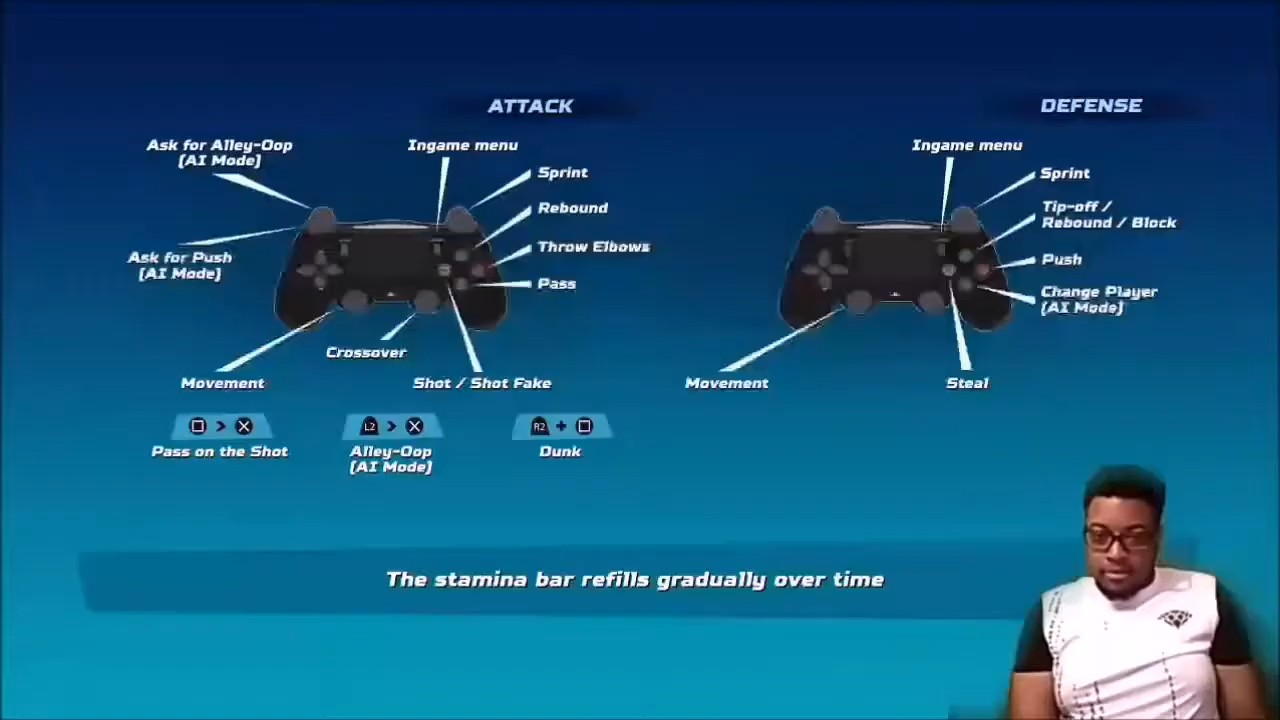 ATTACK
DEFENSE
Ask for Alley-Oop
(AI Mode)
Ingame menu
Sprint
Rebound
Throw Elbows
Pass
Ask for Push
(AI Mode)
Crossover
Movement
Shot / Shot Fake
Ingame menu
Sprint
Tip-off /
Rebound / Block
Push
Change Player
(AI Mode)
Movement
Steal
L2 >
R2 +
Pass on the Shot
Alley-Oop
(AI Mode)
Dunk
The stamina bar refills gradually over time